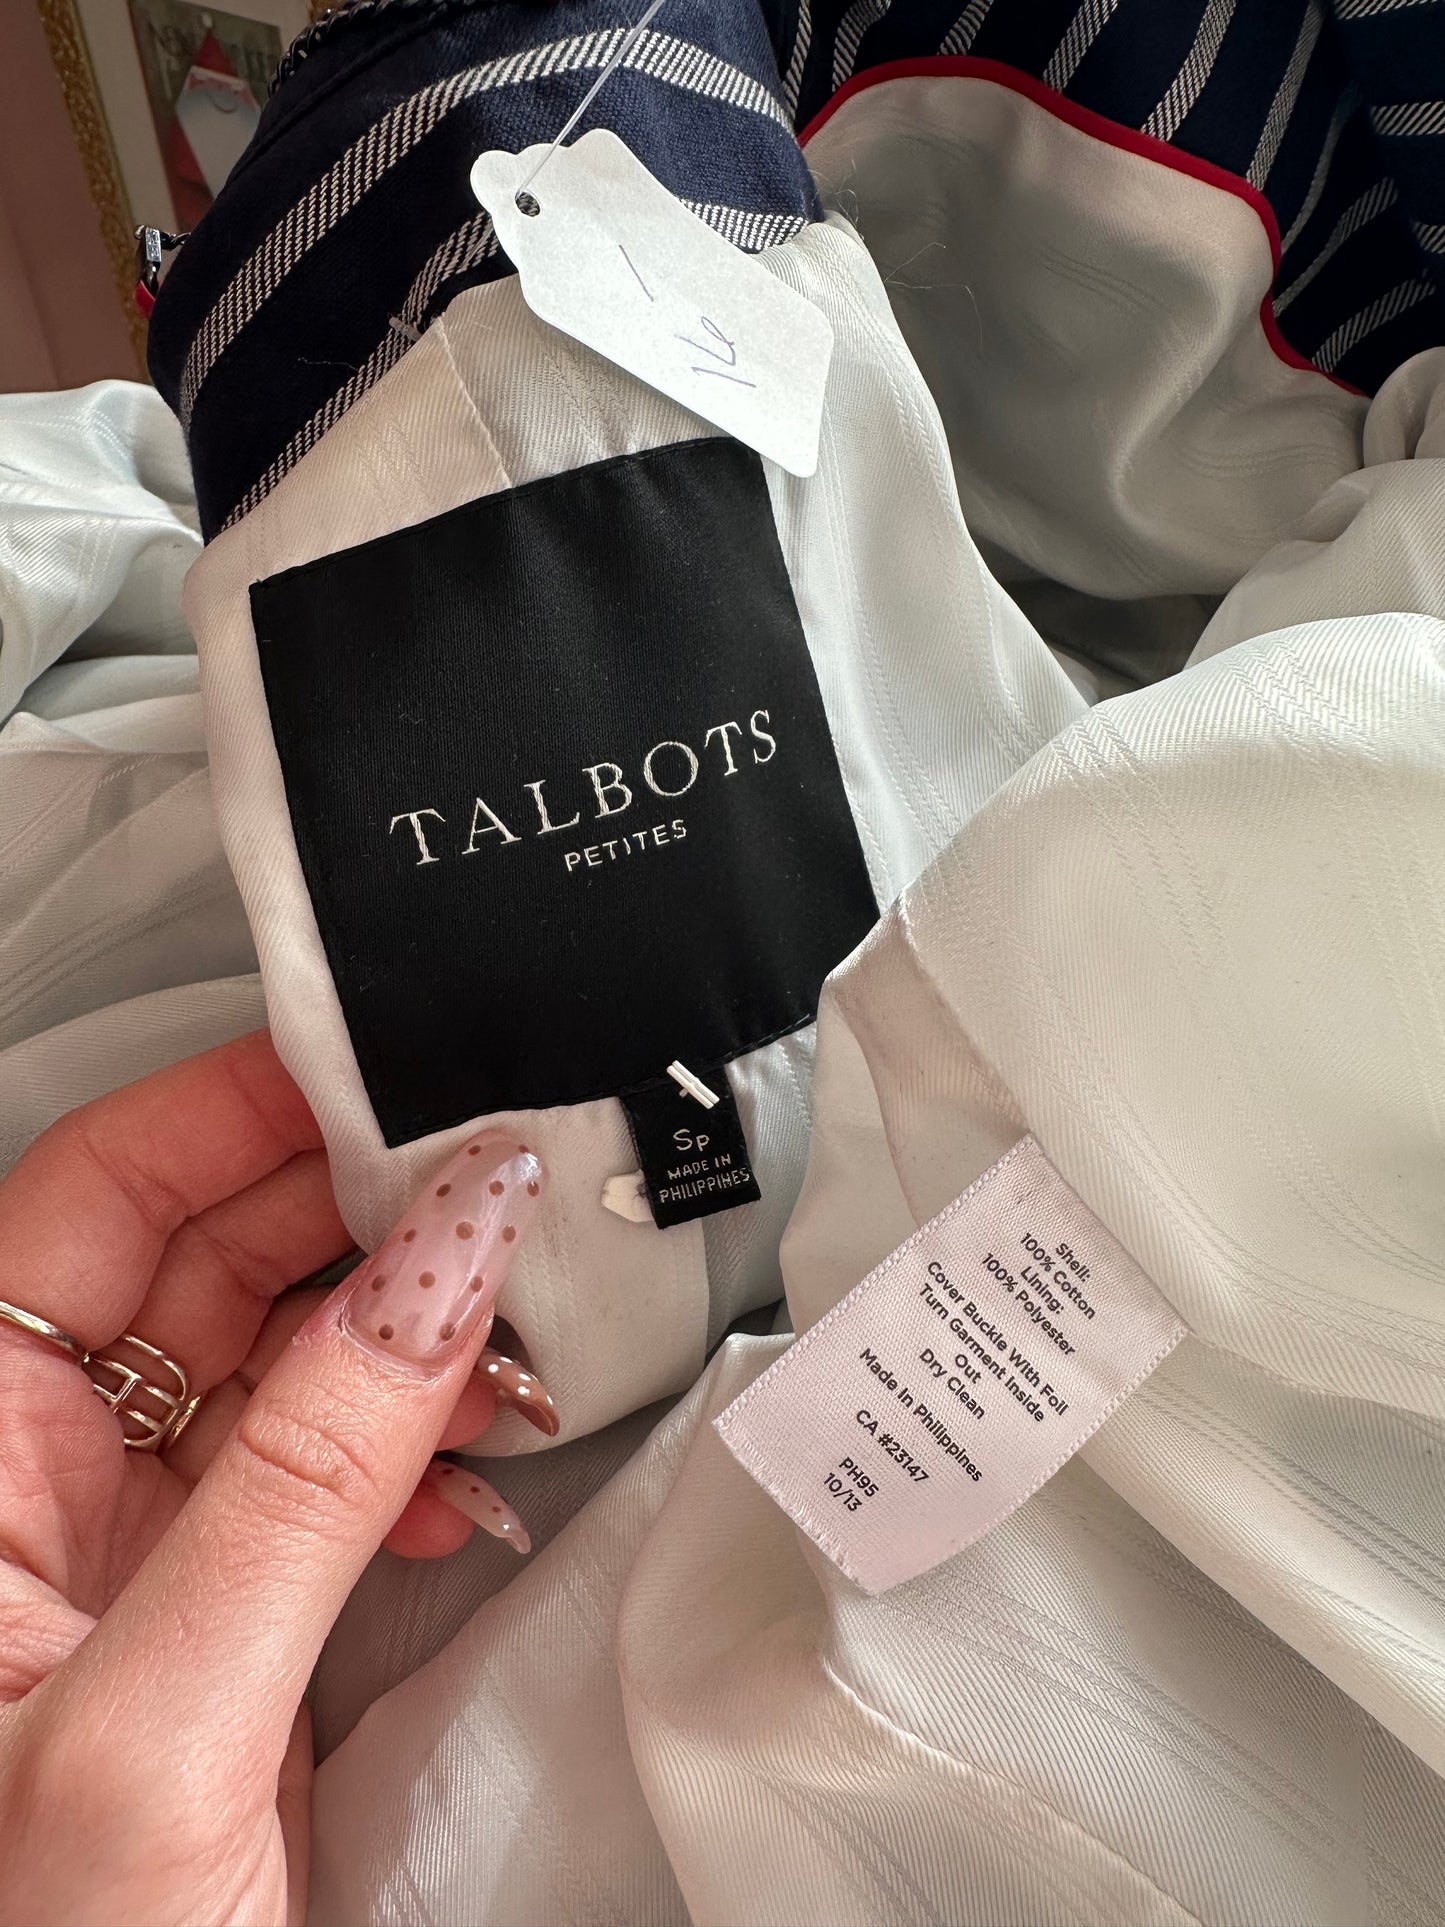 16 /
TALBOTS
PETITES
Sp
MADE IN
PHILIPPINES
Shell:
100% Cotton
Lining:
100% Polyester
Cover Buckle With Foil
Turn Garment Inside
Out
Dry Clean
Made In Philippines
CA #23147
PH95
10/13